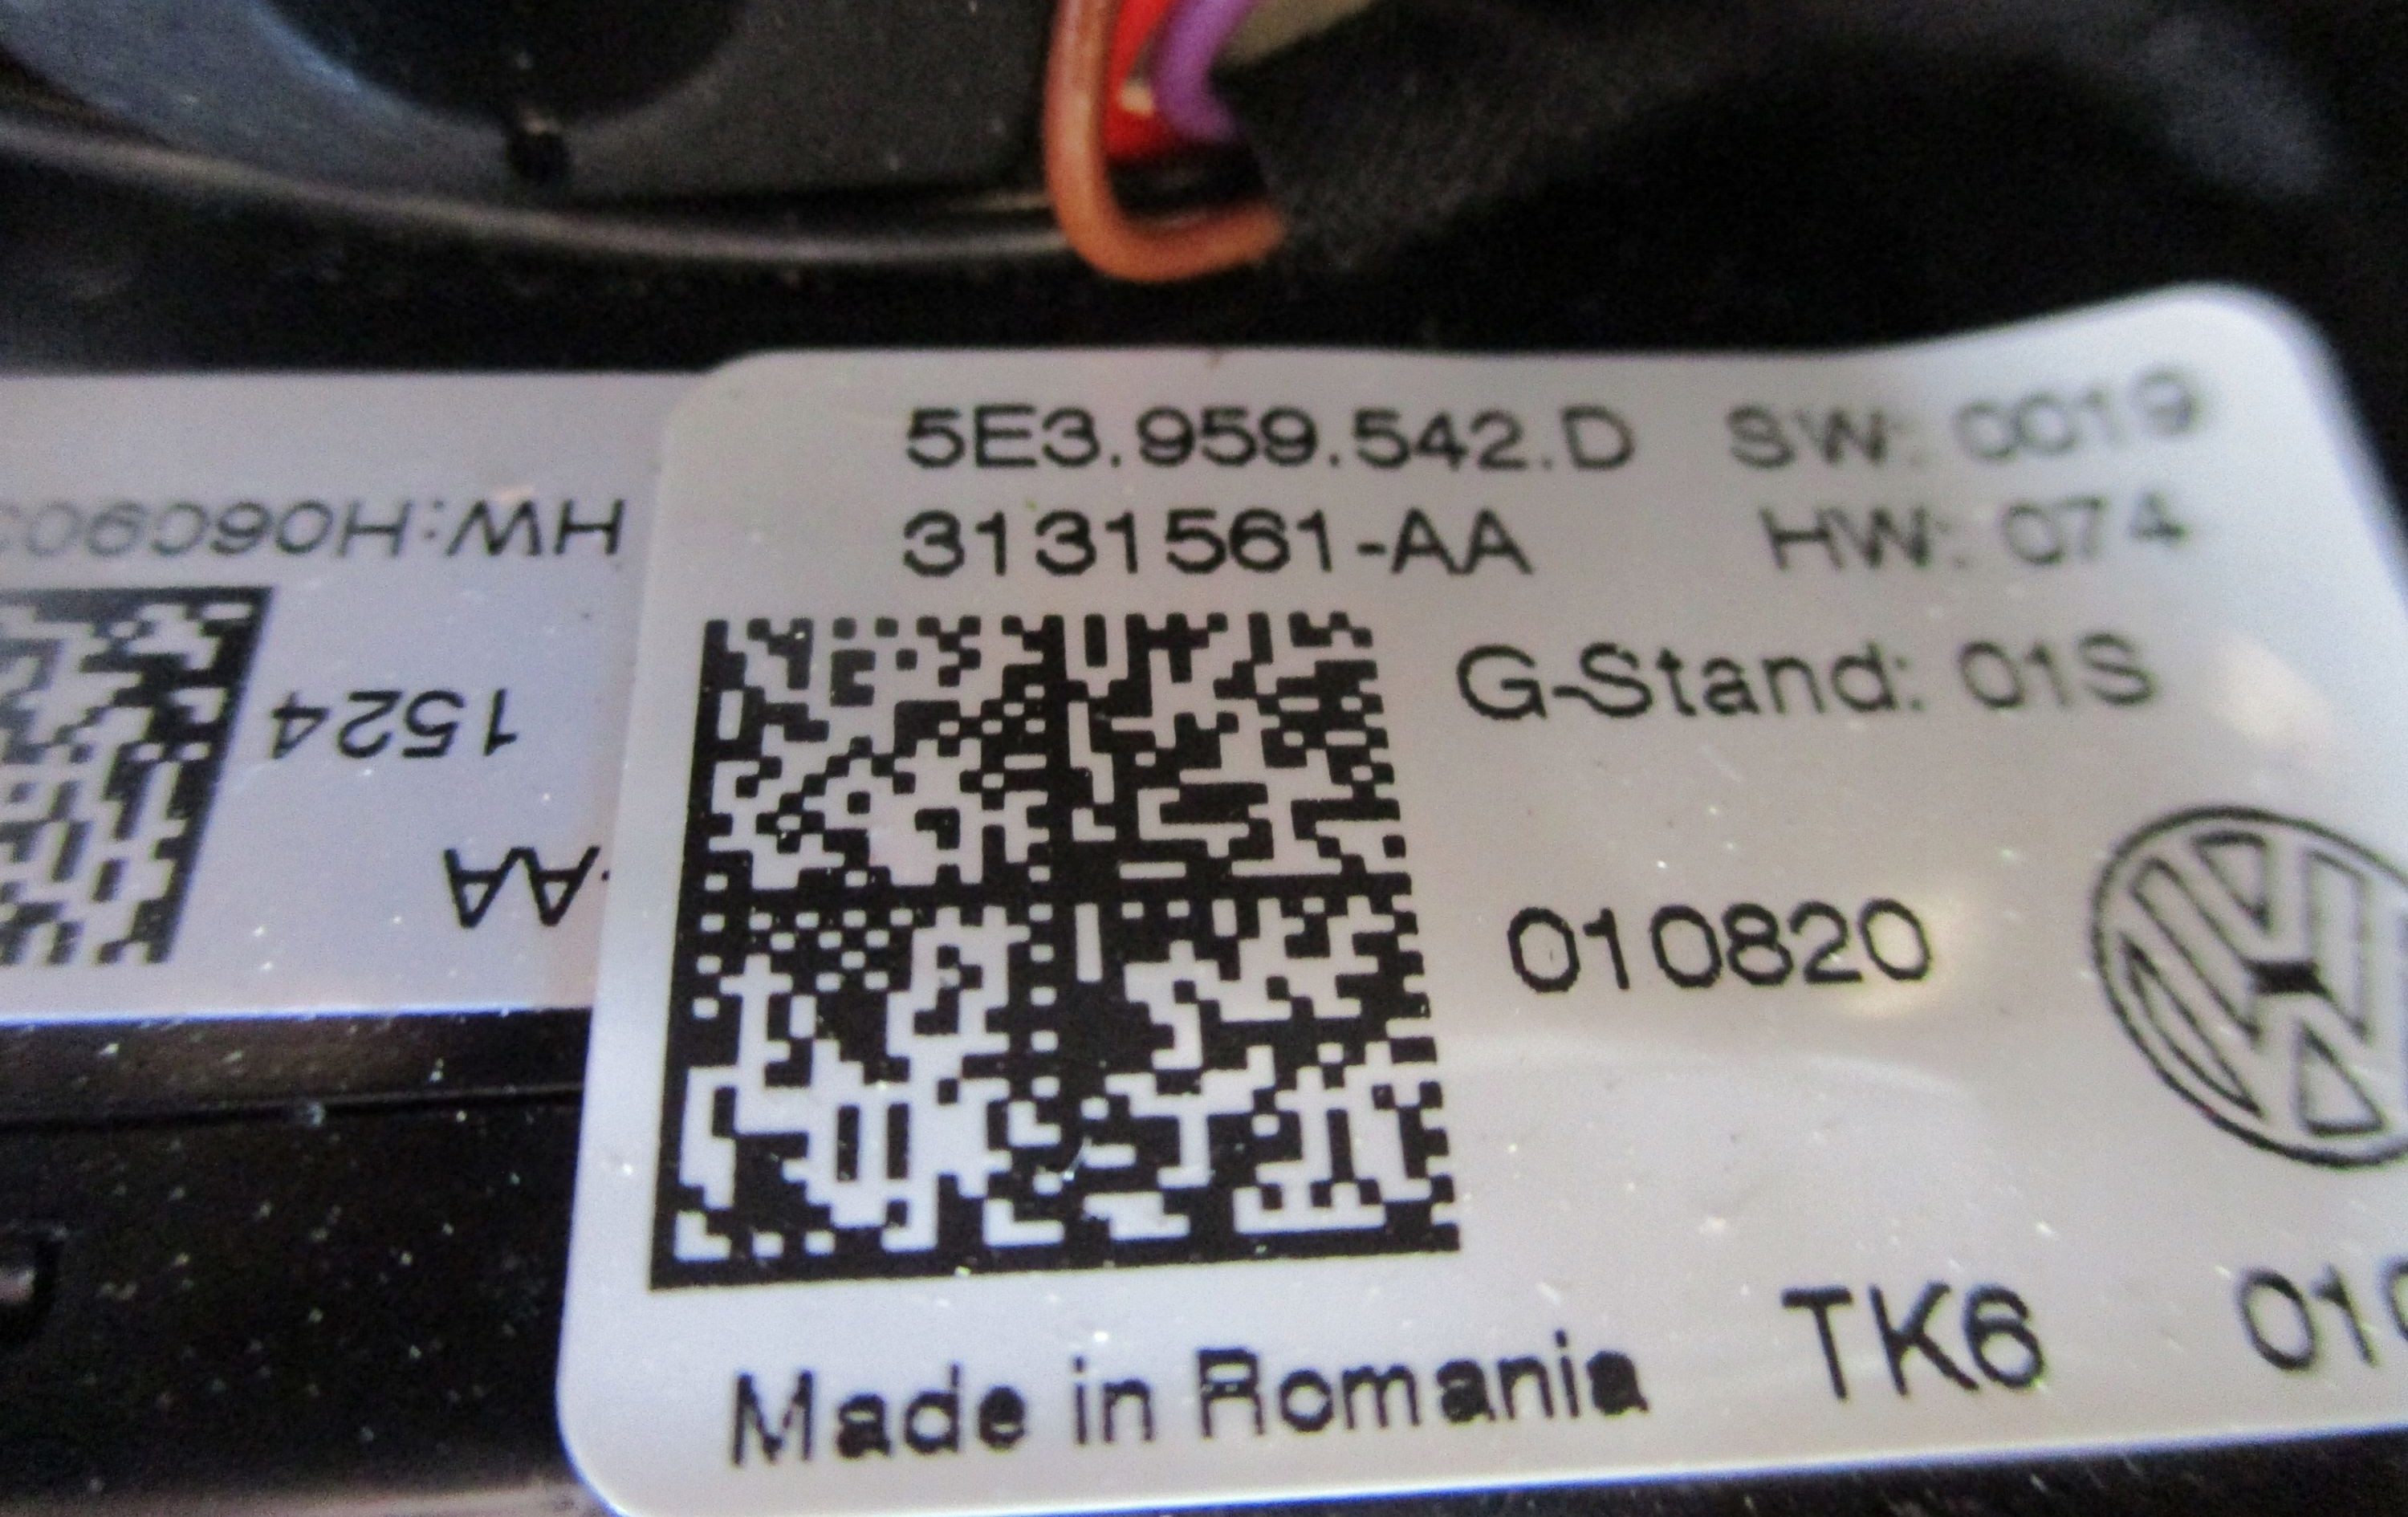 5E3.959.542.D SW: 0019
3131561-AA HW: 074
G-Stand: 01S
010820
TK6
Made in Romania
HW:H06C90
1524
-AA